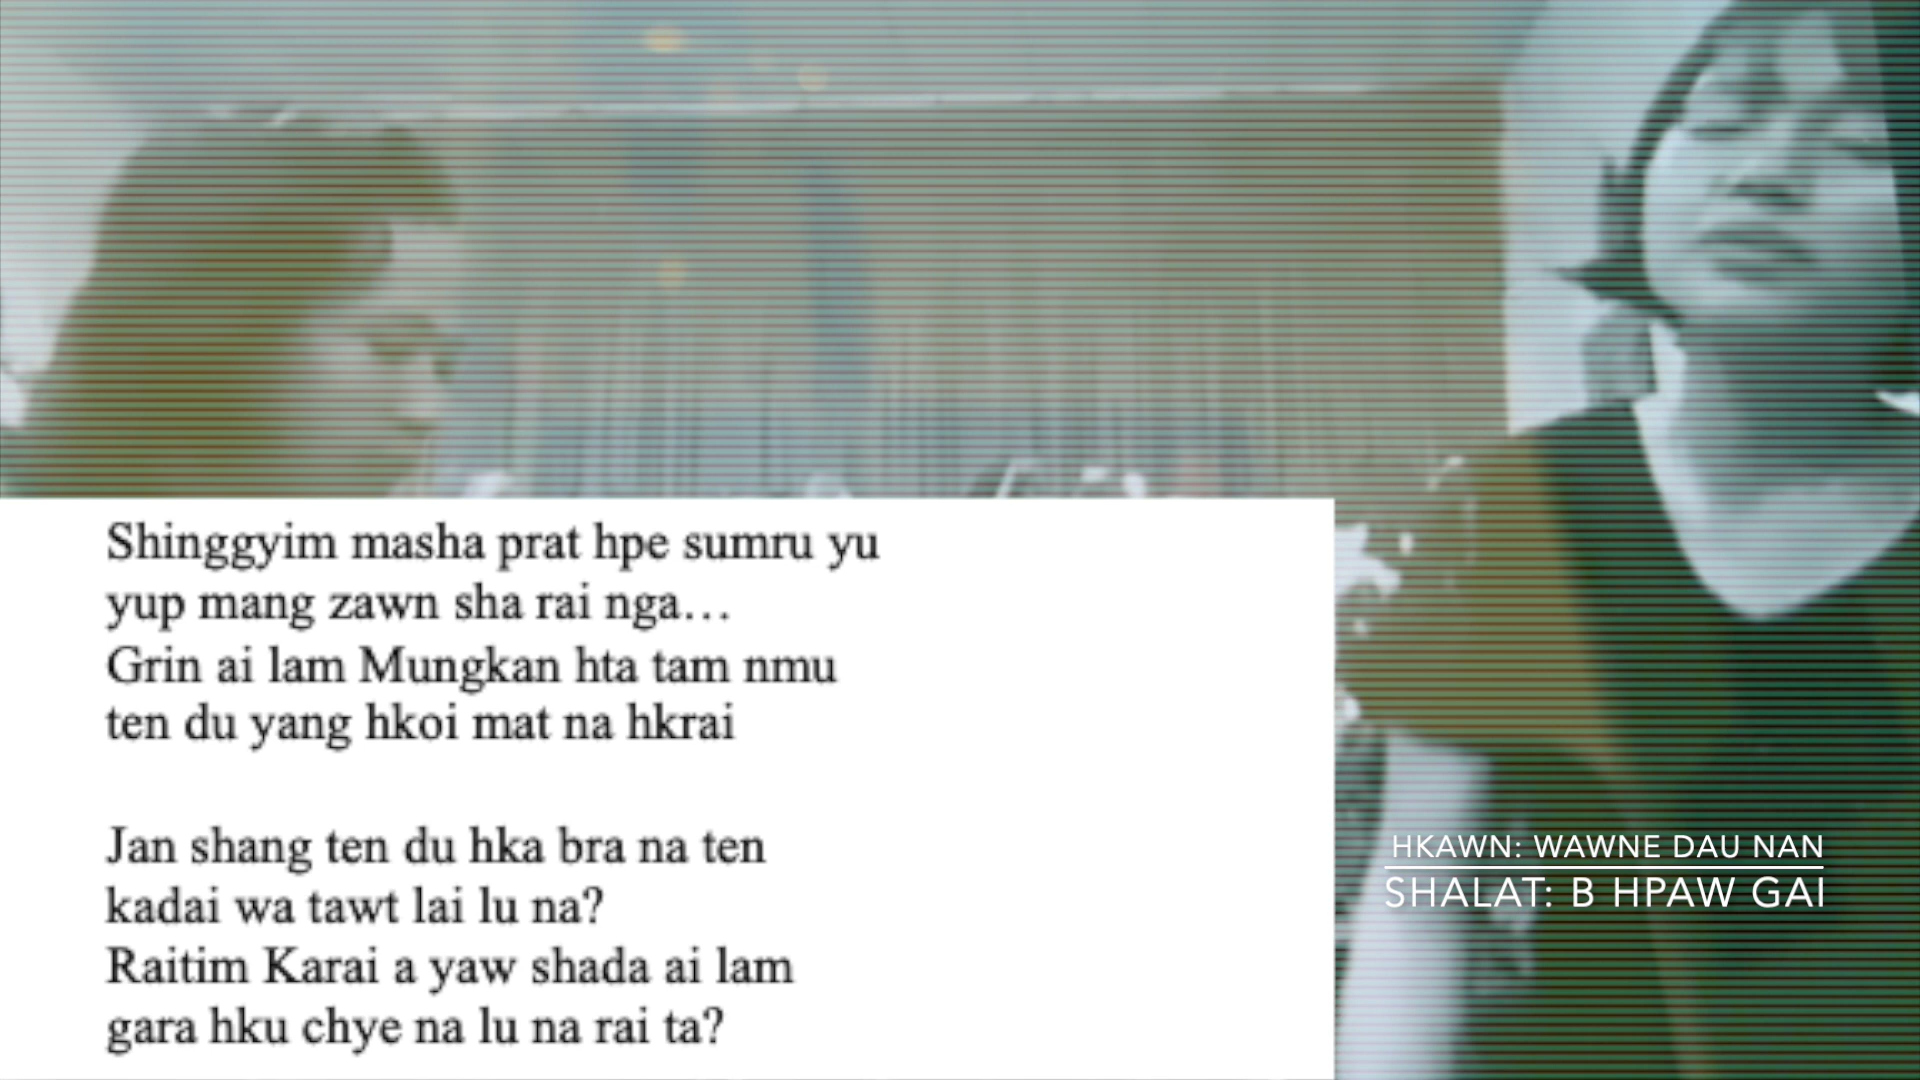 Shinggyim masha prat hpe sumru yu
yup mang zawn sha rai nga…
Grin ai lam Mungkan hta tam nmu
ten du yang hkoi mat na hkrai
Jan shang ten du hka bra na ten
kadai wa tawt lai lu na?
Raitim Karai a yaw shada ai lam
gara hku chye na lu na rai ta?
HKAWN: WAWNE DAU NAN
SHALAT: B HPAW GAI